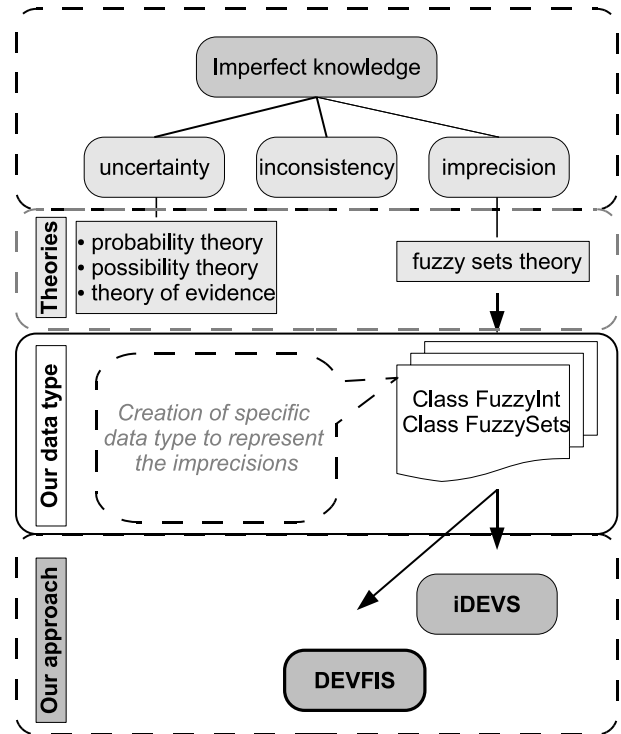 Imperfect knowledge
uncertainty
inconsistency
imprecision
Theories
• probability theory
• possibility theory
• theory of evidence
fuzzy sets theory
Our data type
Creation of specific
data type to represent
the imprecisions
Class FuzzyInt
Class FuzzySets
Our approach
iDEVS
DEVFIS